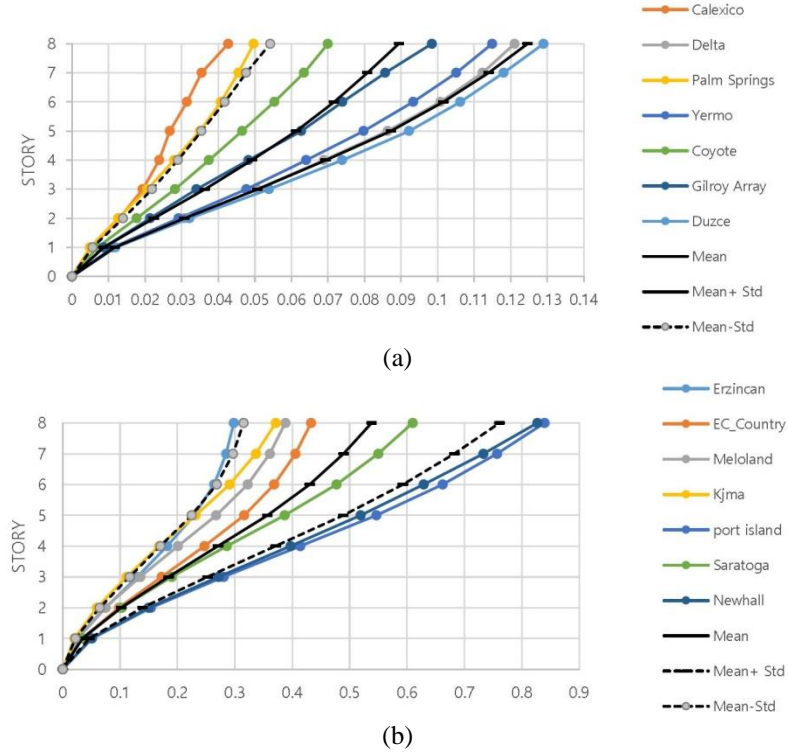 Calexico
Delta
Palm Springs
Yermo
Coyote
Gilroy Array
Duzce
Mean
Mean+ Std
Mean-Std
STORY
8
7
6
5
4
3
2
1
0
0 0.01 0.02 0.03 0.04 0.05 0.06 0.07 0.08 0.09 0.1 0.11 0.12 0.13 0.14
(a)
Erzincan
EC_Country
Meloland
Kjma
port island
Saratoga
Newhall
Mean
Mean+ Std
Mean-Std
STORY
8
7
6
5
4
3
2
1
0
0 0.1 0.2 0.3 0.4 0.5 0.6 0.7 0.8 0.9
(b)